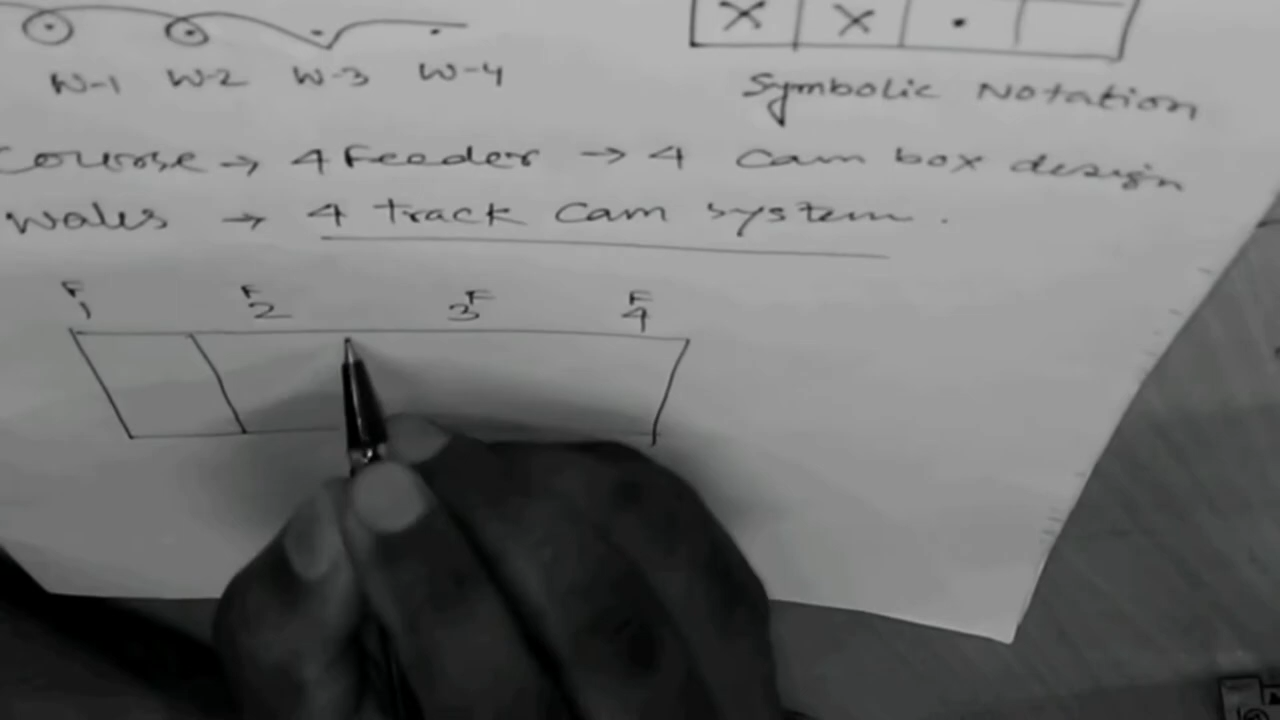 X X •
W-1 W-2 W-3 W-4
Symbolic Notation
Course → 4 Feeder → 4 Cam box design
Wales → 4 Track Cam System.
F1 F2 F3 F4